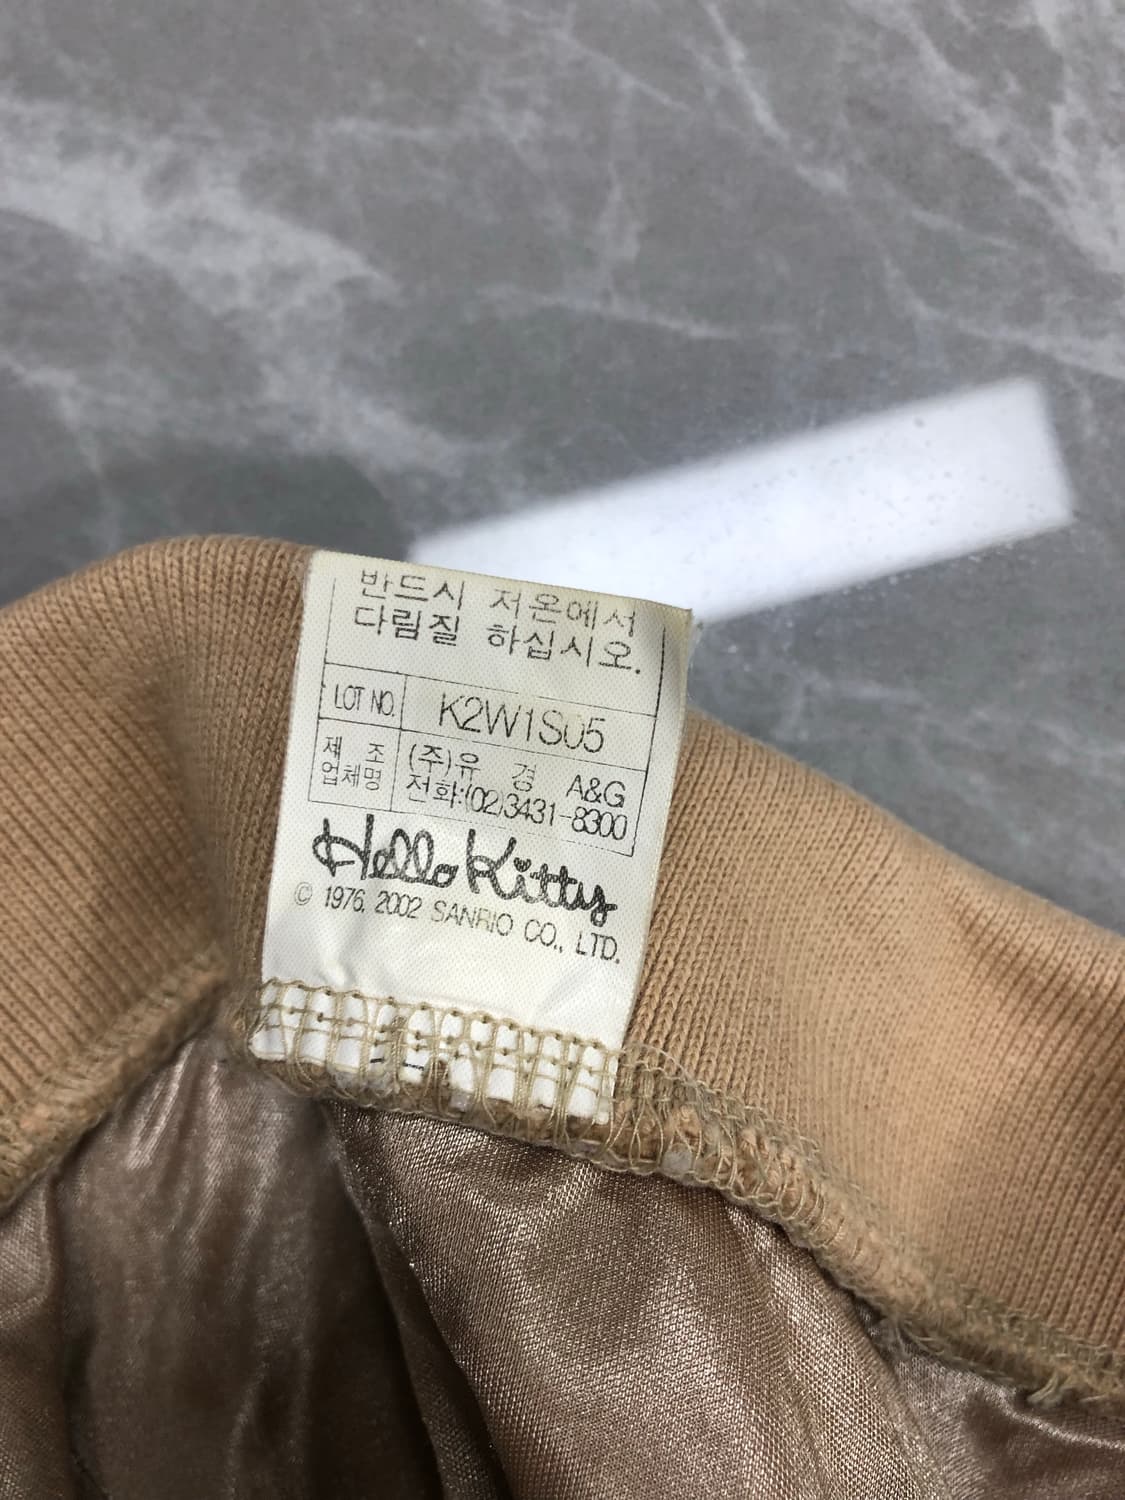 반드시 저온에서
다림질 하십시오.
LOT NO. K2W1S05
제 조 (주)유 경 A&G
업체명 전화:(02)3431-8300
Hello Kitty
© 1976, 2002 SANRIO CO., LTD.